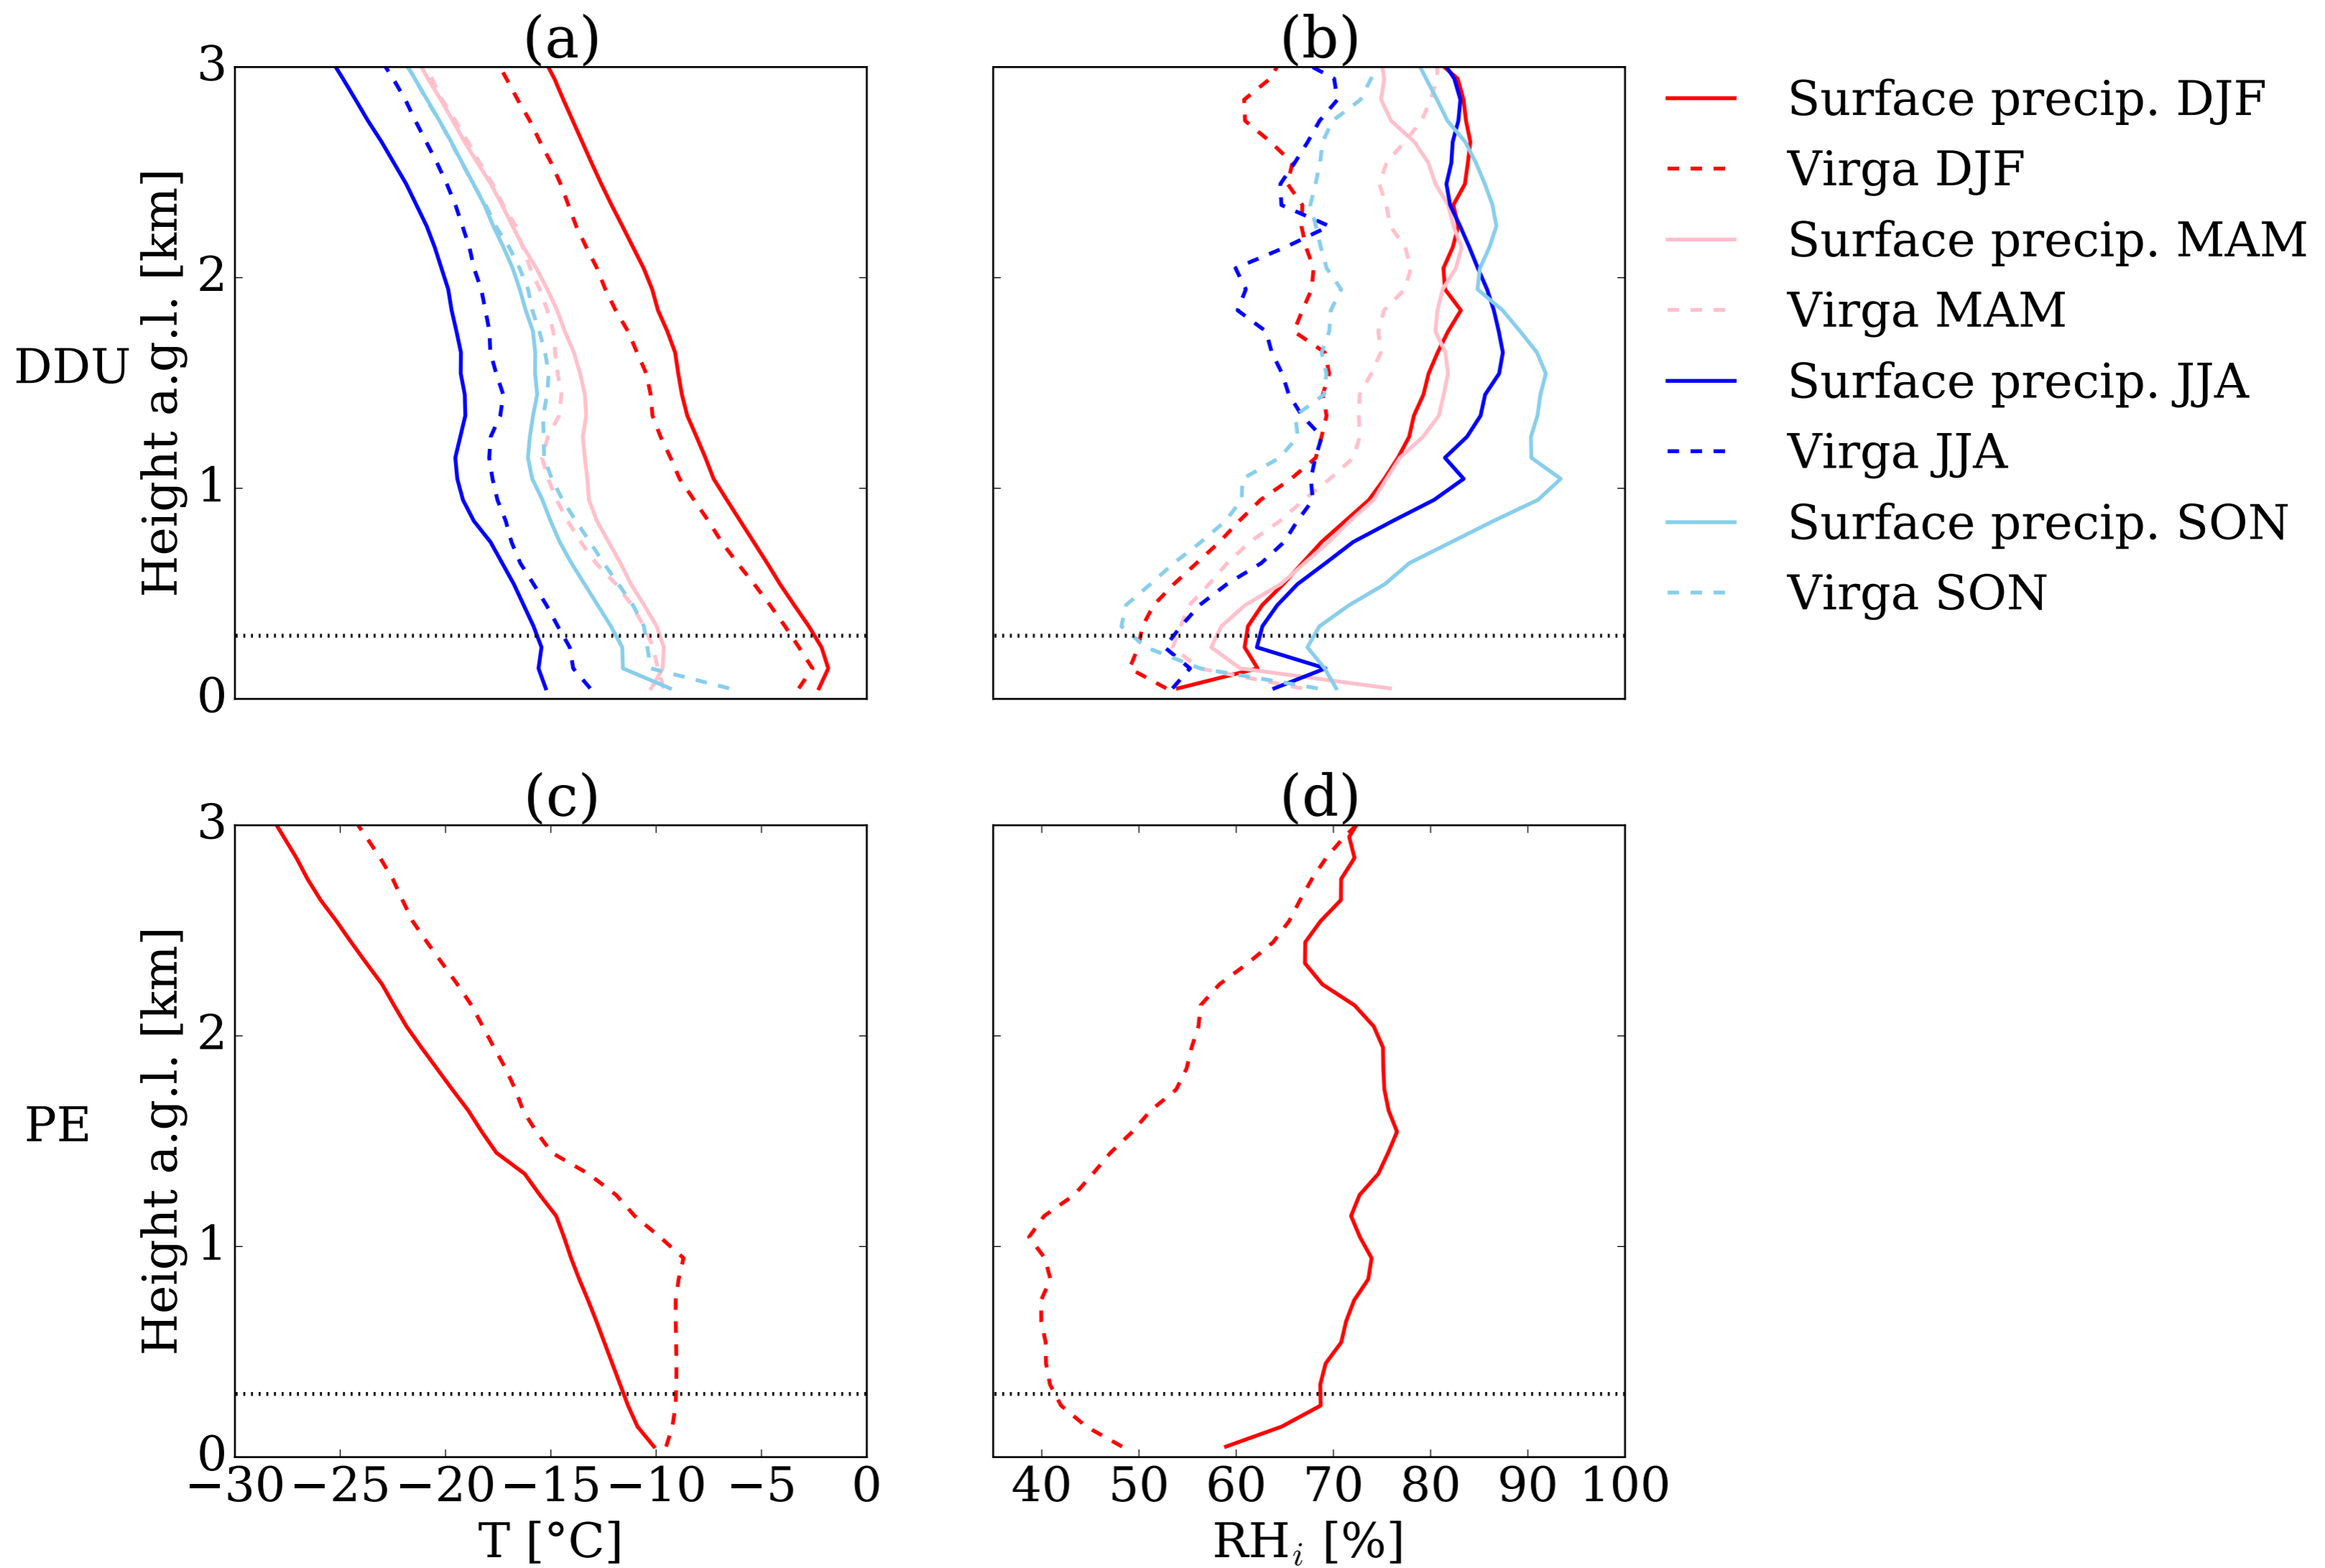 (a)
(b)
3
2
1
0
Height a.g.l. [km]
DDU
Surface precip. DJF
Virga DJF
Surface precip. MAM
Virga MAM
Surface precip. JJA
Virga JJA
Surface precip. SON
Virga SON
(c)
(d)
3
2
1
0
Height a.g.l. [km]
PE
−30 −25 −20 −15 −10 −5 0
T [°C]
40 50 60 70 80 90 100
RHi [%]